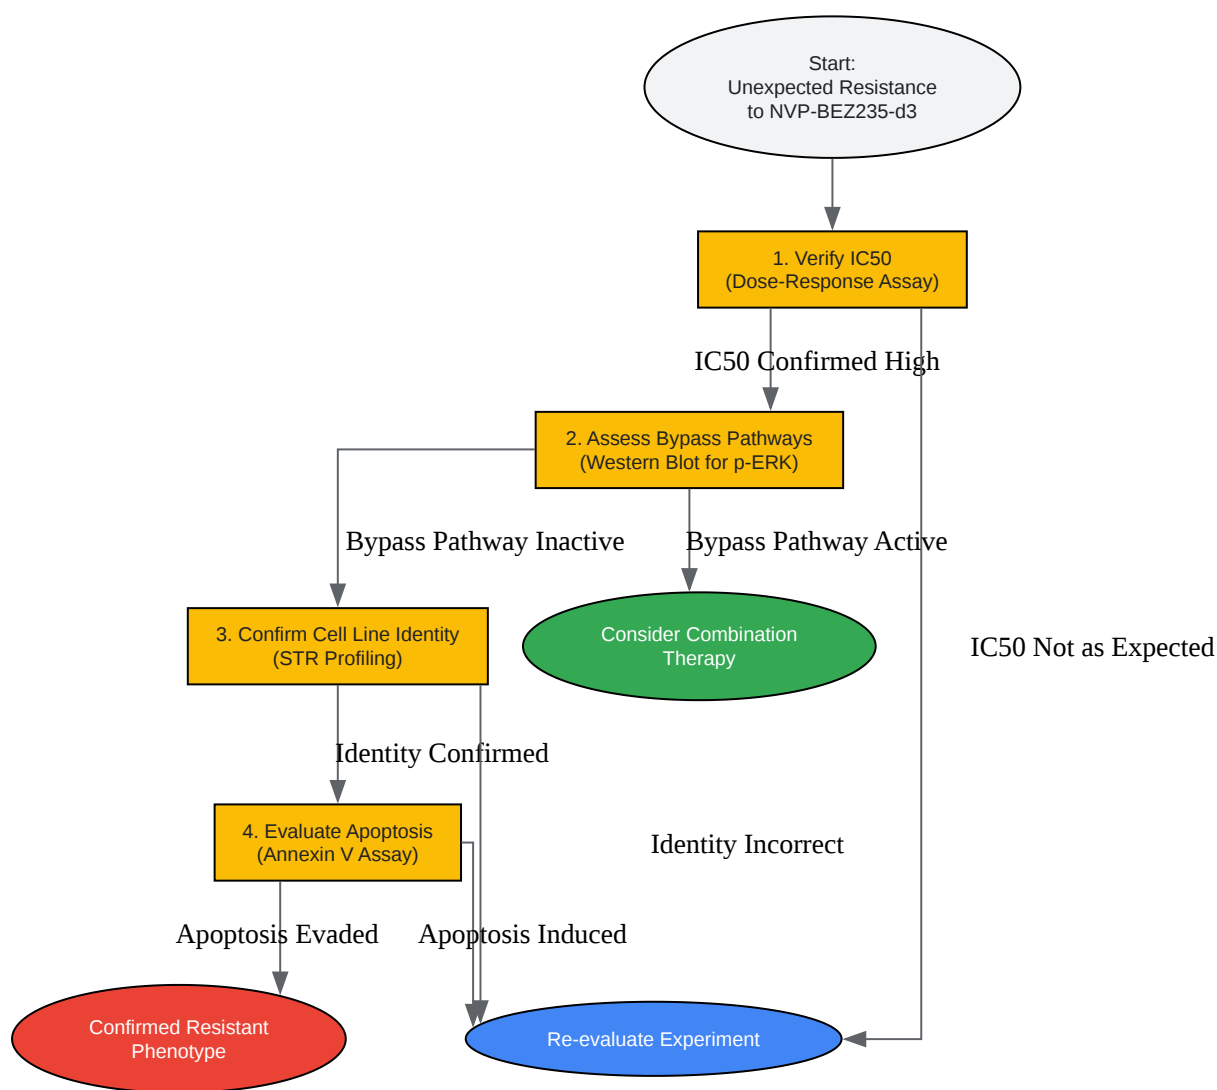 Start:
Unexpected Resistance
to NVP-BEZ235-d3
1. Verify IC50
(Dose-Response Assay)
IC50 Confirmed High
2. Assess Bypass Pathways
(Western Blot for p-ERK)
Bypass Pathway Inactive
Bypass Pathway Active
3. Confirm Cell Line Identity
(STR Profiling)
Consider Combination
Therapy
IC50 Not as Expected
Identity Confirmed
4. Evaluate Apoptosis
(Annexin V Assay)
Identity Incorrect
Apoptosis Evaded
Apoptosis Induced
Confirmed Resistant
Phenotype
Re-evaluate Experiment